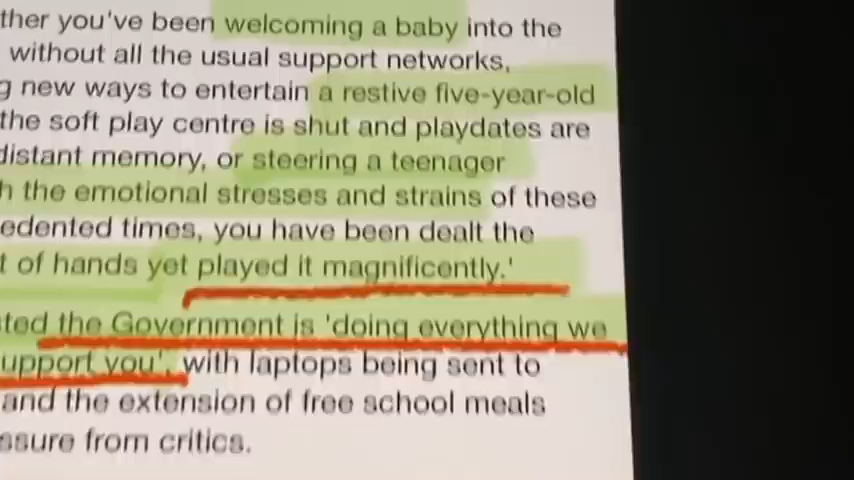 ther you've been welcoming a baby into the
without all the usual support networks,
g new ways to entertain a restive five-year-old
the soft play centre is shut and playdates are
distant memory, or steering a teenager
h the emotional stresses and strains of these
edented times, you have been dealt the
t of hands yet played it magnificently.'
ted the Government is 'doing everything we
upport you', with laptops being sent to
and the extension of free school meals
ssure from critics.